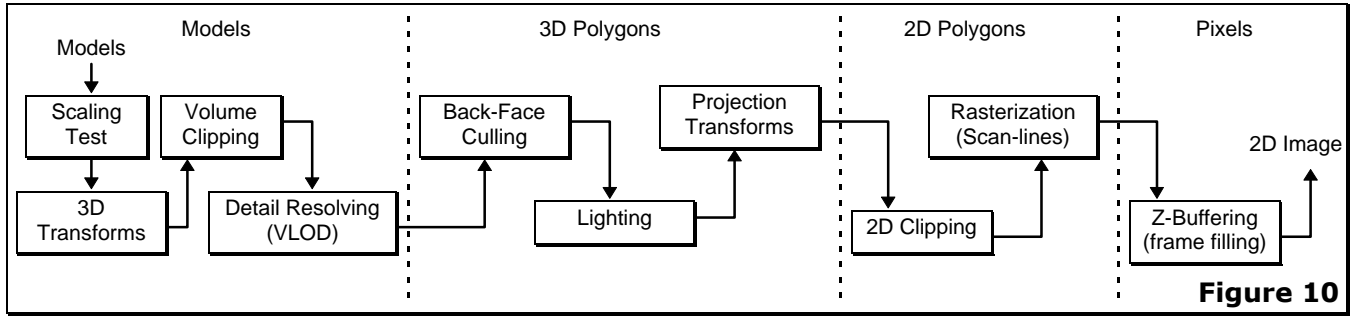 Models
3D Polygons
2D Polygons
Pixels
Models
Scaling
Test
3D
Transforms
Volume
Clipping
Detail Resolving
(VLOD)
Back-Face
Culling
Lighting
Projection
Transforms
2D Clipping
Rasterization
(Scan-lines)
Z-Buffering
(frame filling)
2D Image
Figure 10